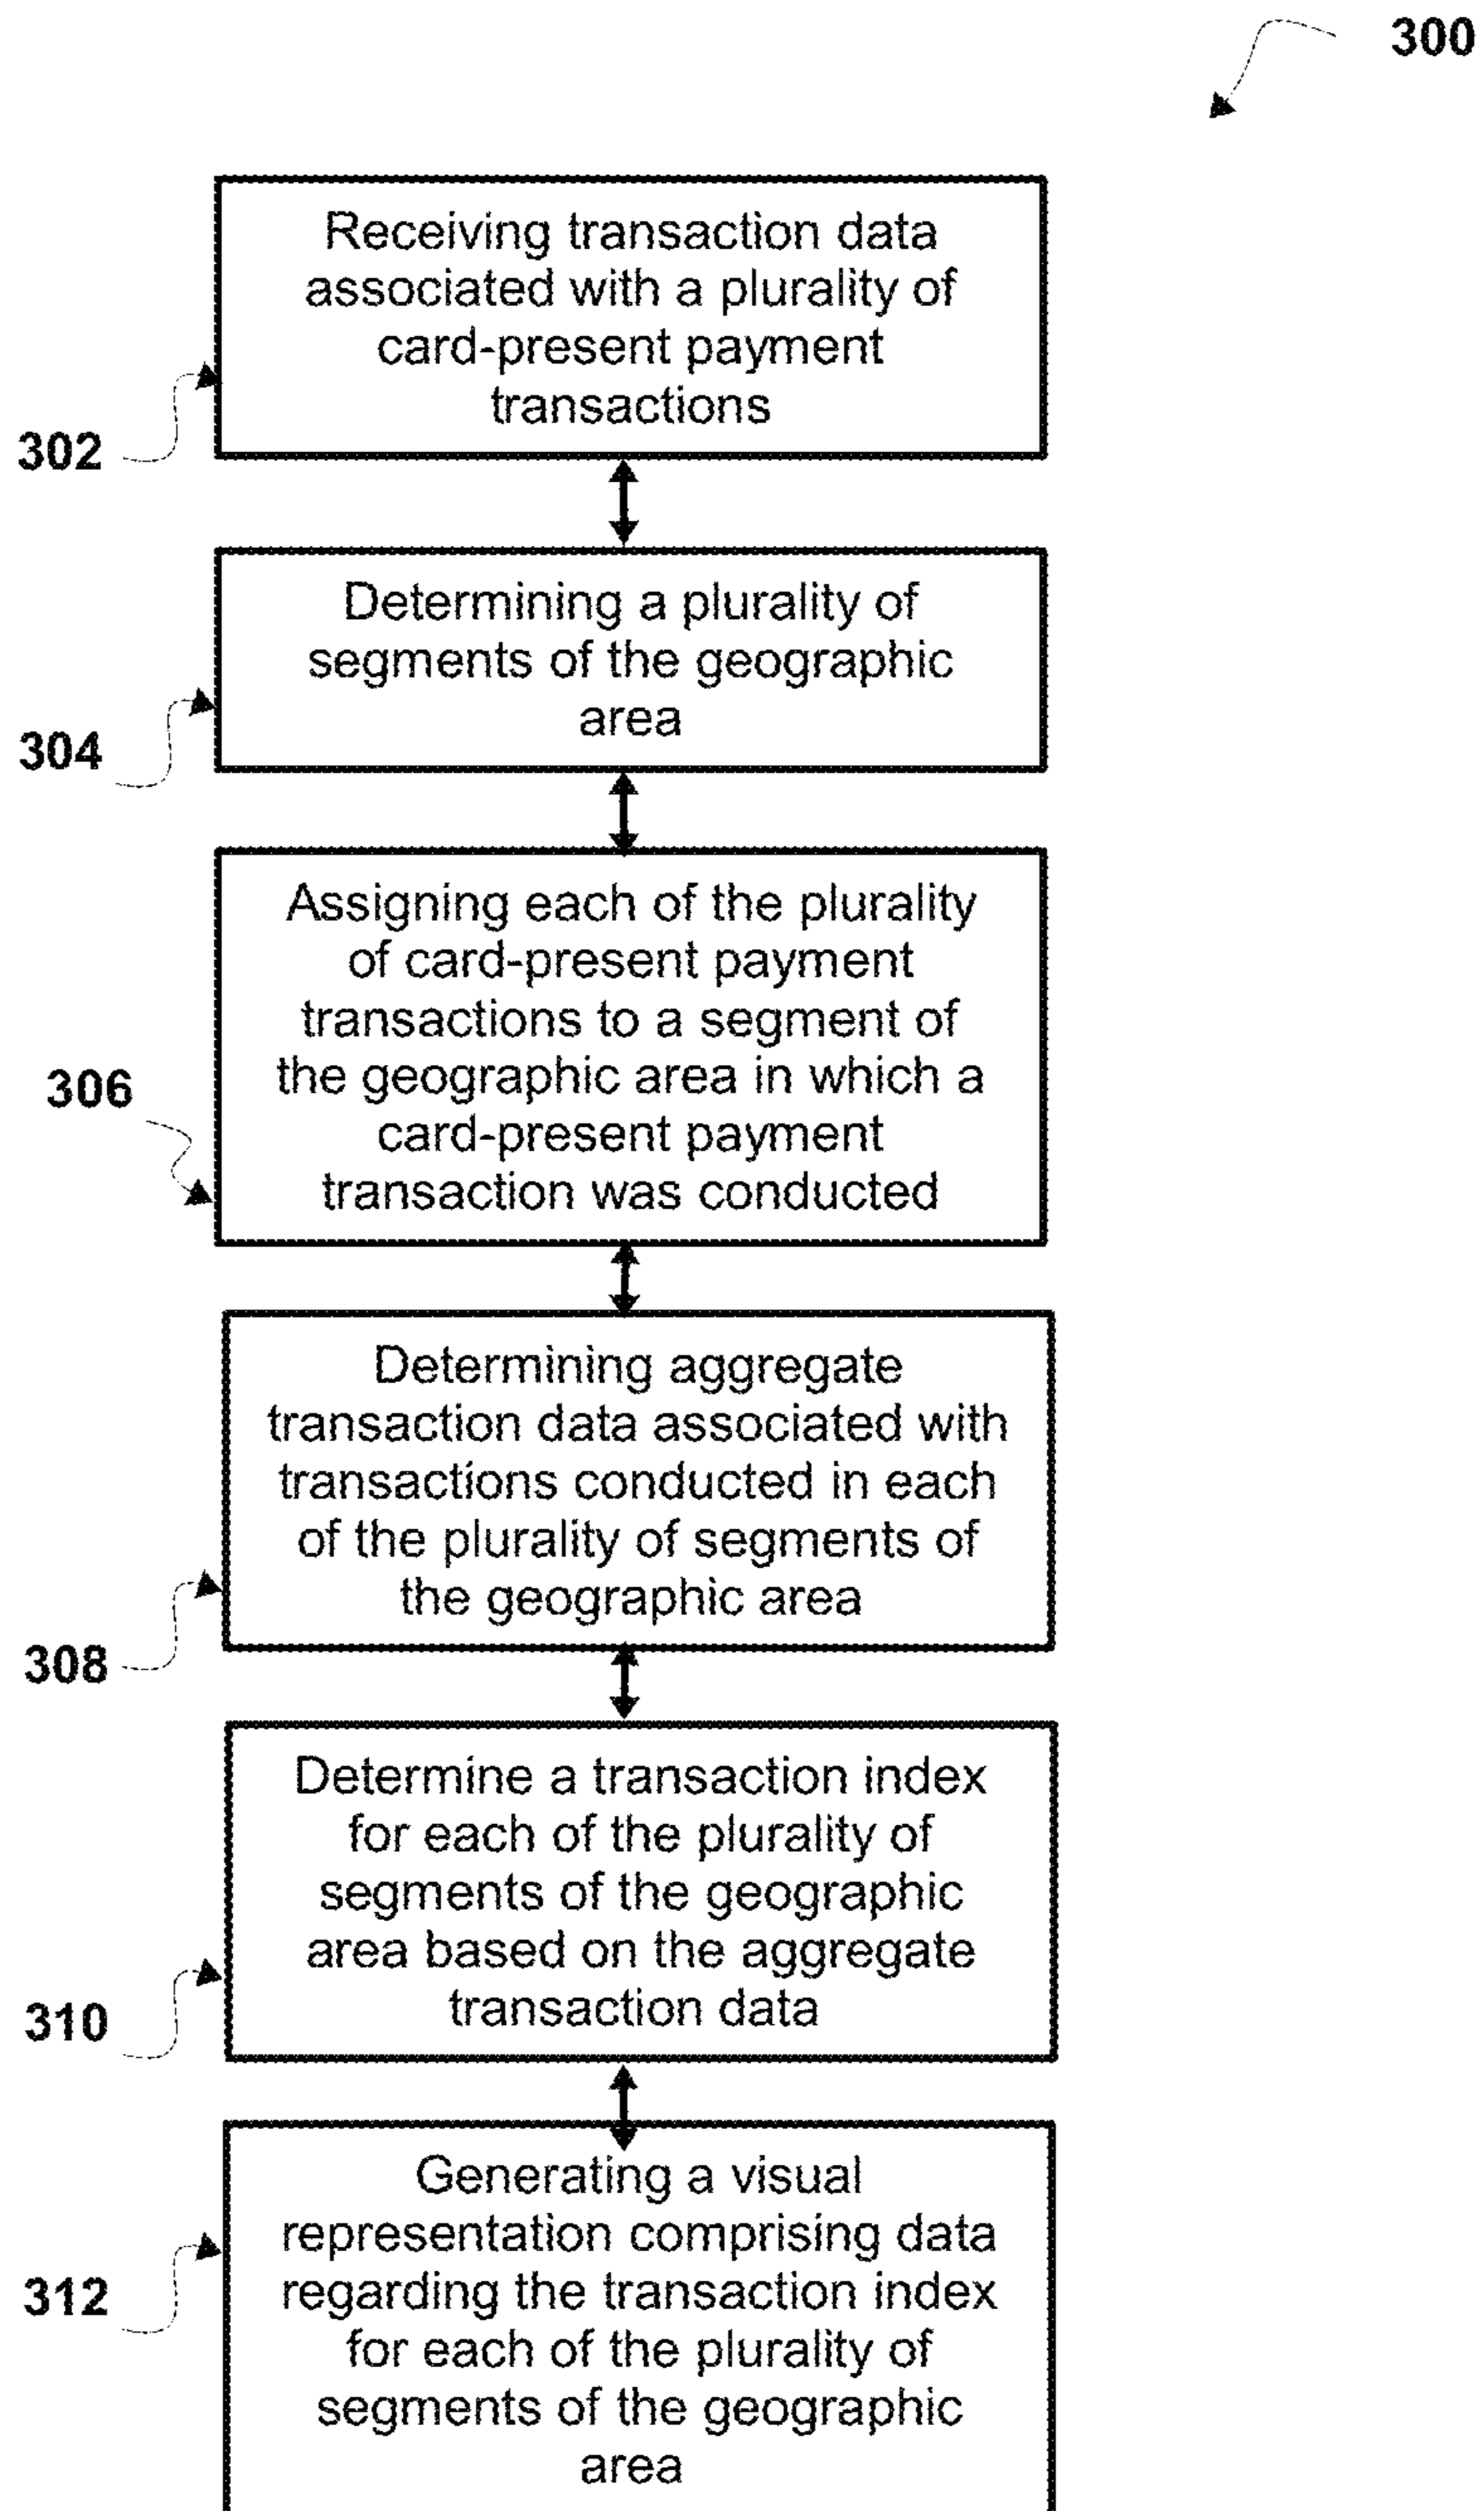 300
Receiving transaction data
associated with a plurality of
card-present payment
transactions
302
Determining a plurality of
segments of the geographic
area
304
Assigning each of the plurality
of card-present payment
transactions to a segment of
the geographic area in which a
card-present payment
transaction was conducted
306
Determining aggregate
transaction data associated with
transactions conducted in each
of the plurality of segments of
the geographic area
308
Determine a transaction index
for each of the plurality of
segments of the geographic
area based on the aggregate
transaction data
310
Generating a visual
representation comprising data
regarding the transaction index
for each of the plurality of
segments of the geographic
area
312